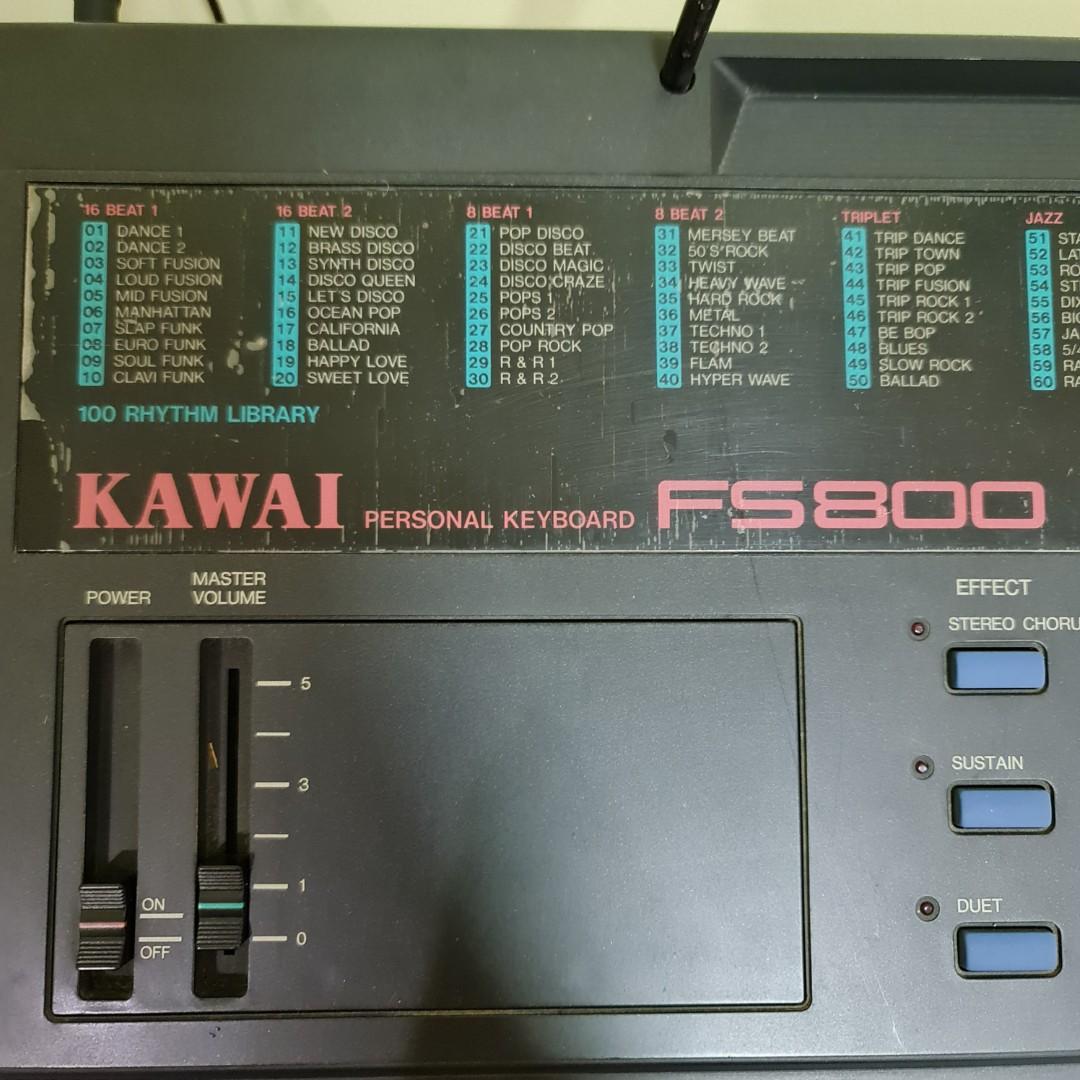 16 BEAT 1
01 DANCE 1
02 DANCE 2
03 SOFT FUSION
04 LOUD FUSION
05 MID FUSION
06 MANHATTAN
07 SLAP FUNK
08 EURO FUNK
09 SOUL FUNK
10 CLAVI FUNK
16 BEAT 2
11 NEW DISCO
12 BRASS DISCO
13 SYNTH DISCO
14 DISCO QUEEN
15 LET'S DISCO
16 OCEAN POP
17 CALIFORNIA
18 BALLAD
19 HAPPY LOVE
20 SWEET LOVE
8 BEAT 1
21 POP DISCO
22 DISCO BEAT
23 DISCO MAGIC
24 DISCO CRAZE
25 POPS 1
26 POPS 2
27 COUNTRY POP
28 POP ROCK
29 R & R 1
30 R & R 2
8 BEAT 2
31 MERSEY BEAT
32 50'S ROCK
33 TWIST
34 HEAVY WAVE
35 HARD ROCK
36 METAL
37 TECHNO 1
38 TECHNO 2
39 FLAM
40 HYPER WAVE
TRIPLET
41 TRIP DANCE
42 TRIP TOWN
43 TRIP POP
44 TRIP FUSION
45 TRIP ROCK 1
46 TRIP ROCK 2
47 BE BOP
48 BLUES
49 SLOW ROCK
50 BALLAD
JAZZ
51
52
53
54
55
56
57
58 5/
59
60
100 RHYTHM LIBRARY
KAWAI PERSONAL KEYBOARD FS800
POWER
MASTER
VOLUME
5
3
1
0
ON
OFF
EFFECT
STEREO CHORU
SUSTAIN
DUET